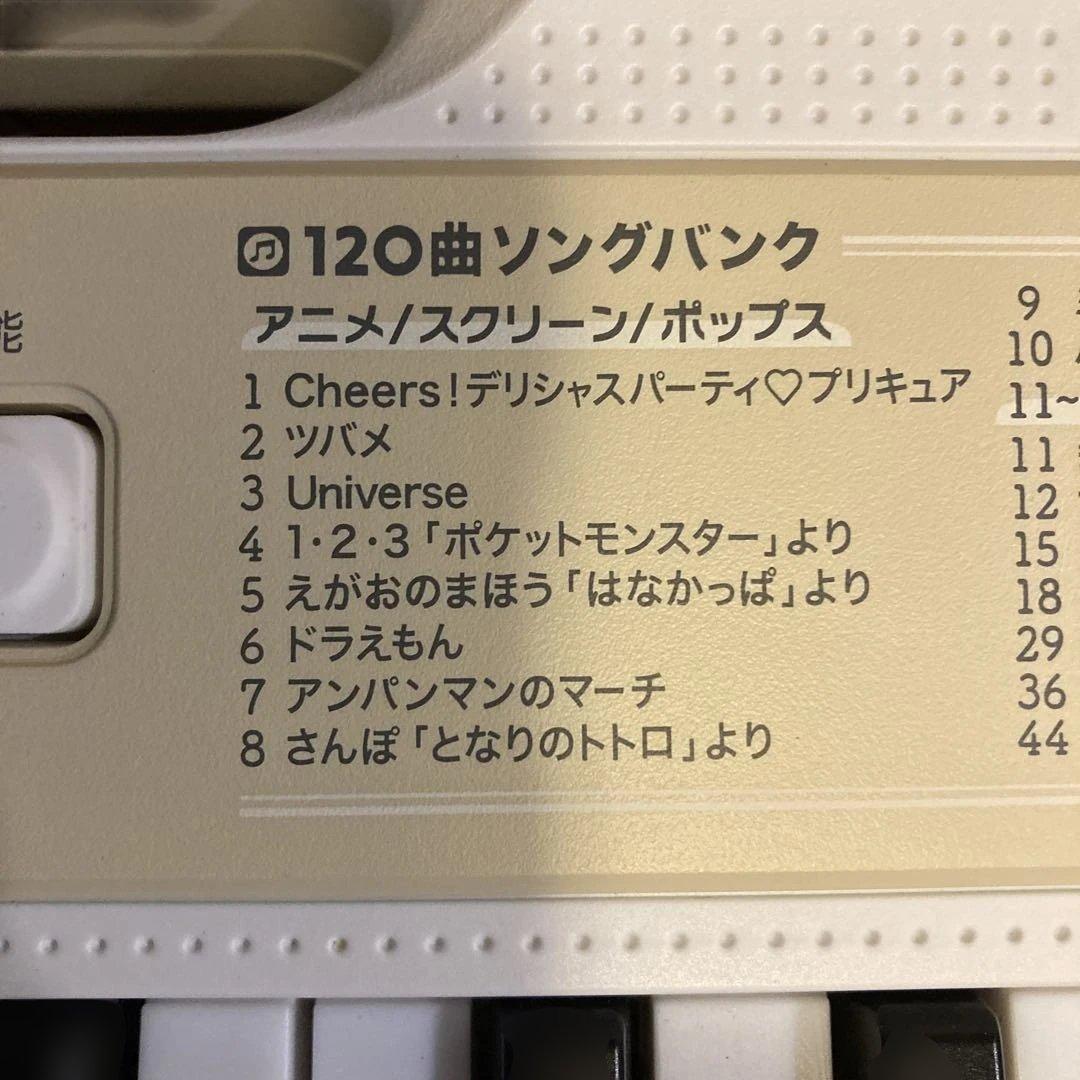 能
120曲ソングバンク
アニメ/スクリーン/ポップス
1 Cheers!デリシャスパーティ♡プリキュア
2 ツバメ
3 Universe
4 1・2・3「ポケットモンスター」より
5 えがおのまほう「はなかっぱ」より
6 ドラえもん
7 アンパンマンのマーチ
8 さんぽ「となりのトトロ」より
9
10
11~
11
12
15
18
29
36
44